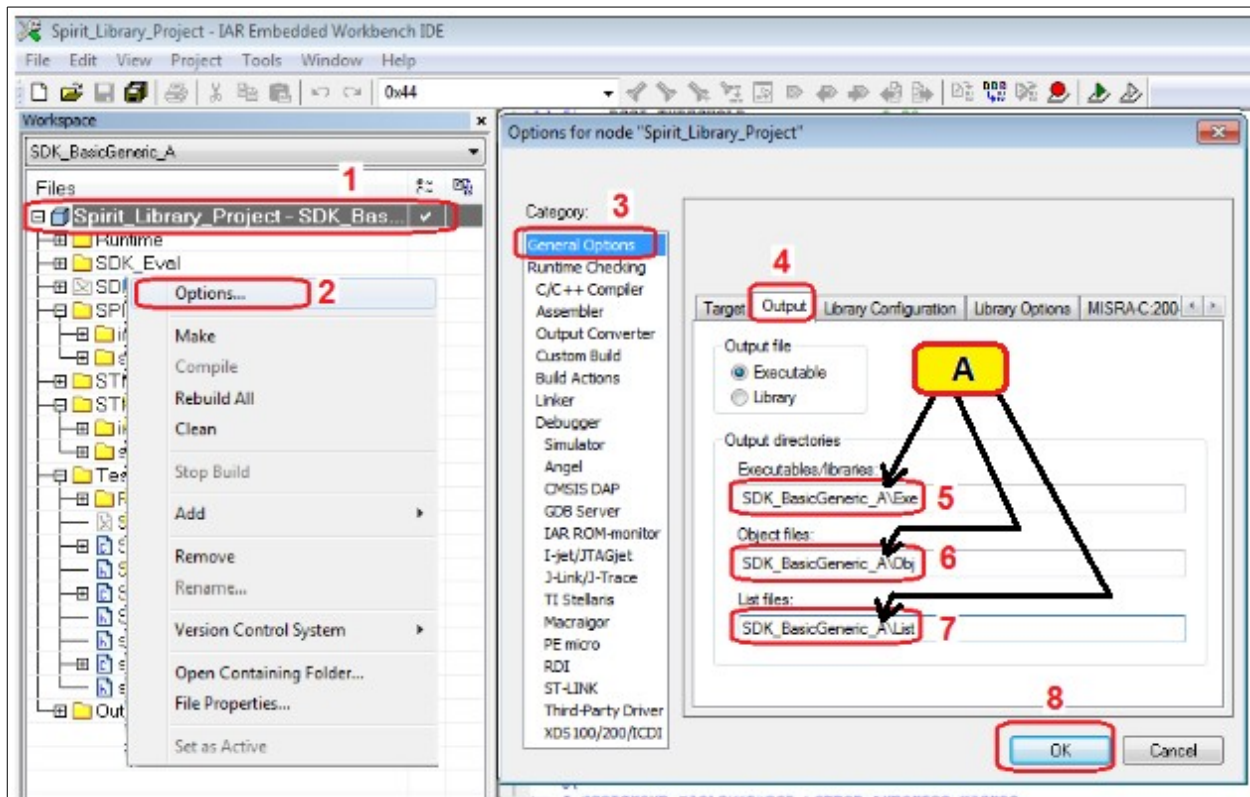 Spirit_Library_Project - IAR Embedded Workbench IDE
File Edit View Project Tools Window Help
0x44
Workspace
SDK_BasicGeneric_A
Files
1
Spirit_Library_Project - SDK_Bas...
Runtime
SDK_Eval
Options...
2
Make
Compile
Rebuild All
Clean
Stop Build
Add
Remove
Rename...
Version Control System
Open Containing Folder...
File Properties...
Set as Active
Out
Options for node "Spirit_Library_Project"
Category:
3
General Options
Runtime Checking
C/C++ Compiler
Assembler
Output Converter
Custom Build
Build Actions
Linker
Debugger
Simulator
Angel
CMSIS DAP
GDB Server
IAR ROM-monitor
I-jet/JTAGjet
J-Link/J-Trace
TI Stellaris
Macraigor
PE micro
RDI
ST-LINK
Third-Party Driver
XDS100/200/ICDI
4
Target Output Library Configuration Library Options MISRA-C:200
Output file
Executable
Library
A
Output directories
Executables/libraries:
SDK_BasicGeneric_A\Exe
5
Object files:
SDK_BasicGeneric_A\Obj
6
List files:
SDK_BasicGeneric_A\List
7
8
OK
Cancel